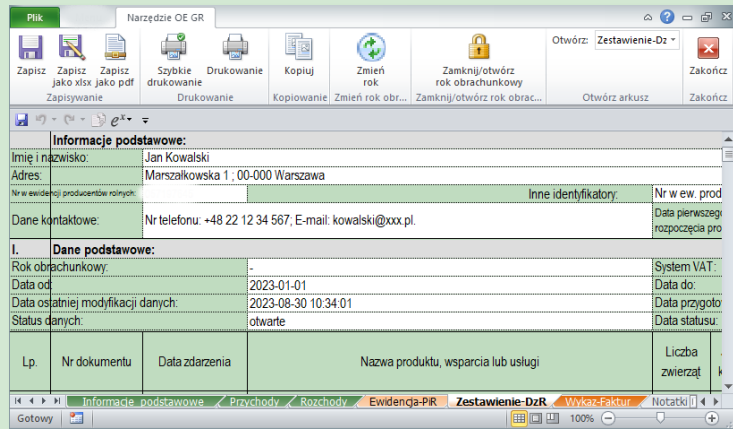 Plik Narzędzie OE GR
Zapisz Zapisz jako xlsx Zapisz jako pdf Szybkie drukowanie Drukowanie Kopiuj Zmień rok Zamknij/otwórz rok obrachunkowy Otwórz: Zestawienie-Dz Zakończ
Zapisywanie Drukowanie Kopiowanie Zmień rok obr... Zamknij/otwórz rok obrac... Otwórz arkusz Zakończ
Informacje podstawowe:
Imię i nazwisko: Jan Kowalski
Adres: Marszałkowska 1 ; 00-000 Warszawa
Nr w ewidencji producentów rolnych: Inne identyfikatory: Nr w ew. prod
Dane kontaktowe: Nr telefonu: +48 22 12 34 567; E-mail: kowalski@xxx.pl. Data pierwszeg
rozpoczęcia pro
I. Dane podstawowe:
Rok obrachunkowy: - System VAT:
Data od: 2023-01-01 Data do:
Data ostatniej modyfikacji danych: 2023-08-30 10:34:01 Data przygoto
Status danych: otwarte Data statusu:
Lp. Nr dokumentu Data zdarzenia Nazwa produktu, wsparcia lub usługi Liczba zwierząt
Informacje podstawowe Przychody Rozchody Ewidencja-PiR Zestawienie-DzR Wykaz-Faktur Notatki
Gotowy 100%